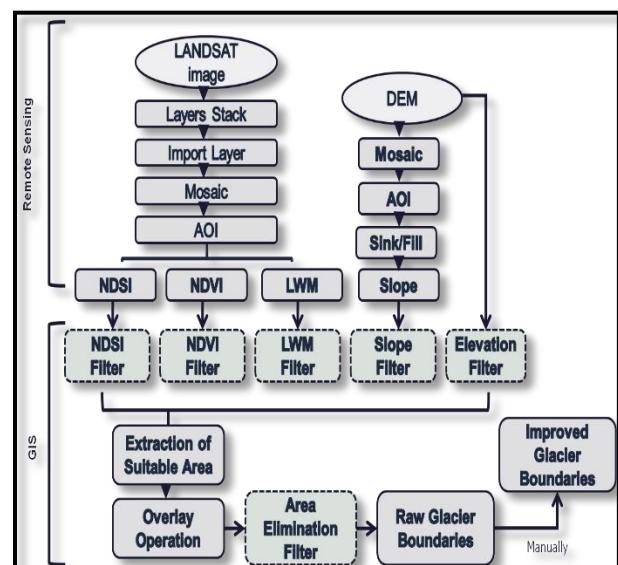 Remote Sensing
LANDSAT
image
Layers Stack
Import Layer
Mosaic
AOI
DEM
Mosaic
AOI
Sink/Fill
Slope
NDSI
NDVI
LWM
GIS
NDSI
Filter
NDVI
Filter
LWM
Filter
Slope
Filter
Elevation
Filter
Extraction of
Suitable Area
Overlay
Operation
Area
Elimination
Filter
Raw Glacier
Boundaries
Manually
Improved
Glacier
Boundaries